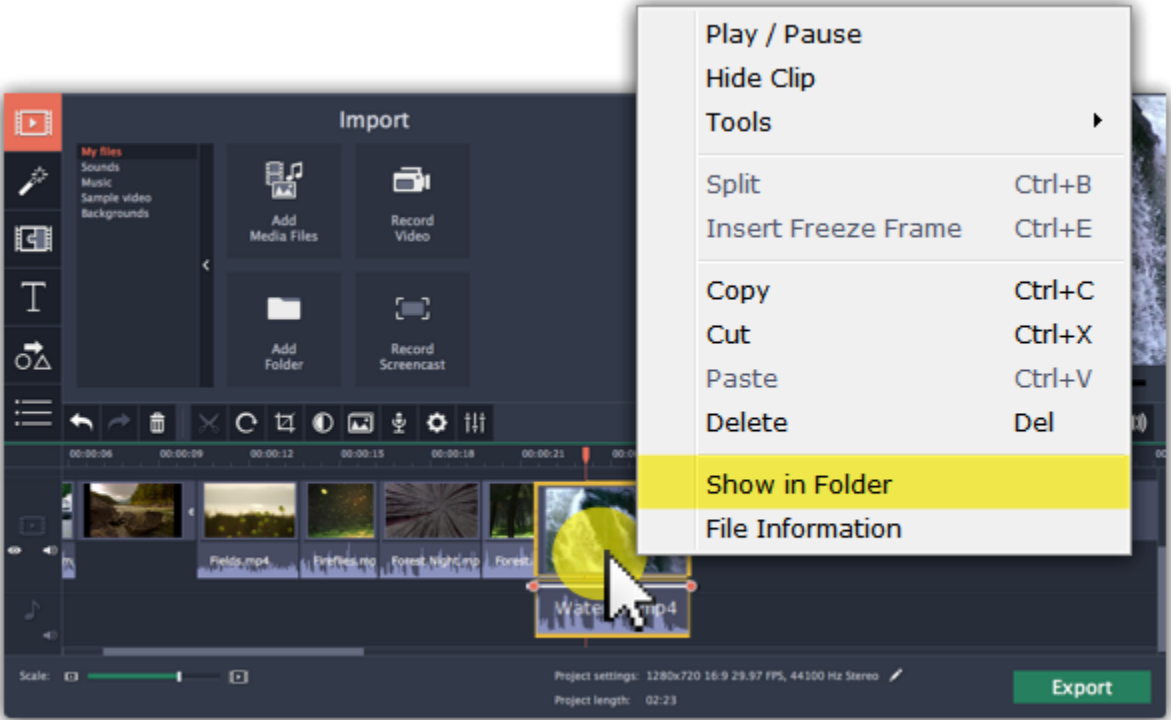 Import
My files
Sounds
Music
Sample video
Backgrounds
Add
Media Files
Record
Video
Add
Folder
Record
Screencast
Play / Pause
Hide Clip
Tools
Split Ctrl+B
Insert Freeze Frame Ctrl+E
Copy Ctrl+C
Cut Ctrl+X
Paste Ctrl+V
Delete Del
Show in Folder
File Information
00:00:06 00:00:09 00:00:12 00:00:15 00:00:18 00:00:21
Fields.mp4 Forest
Scale:
Project settings: 1280x720 16:9 29.97 FPS, 44100 Hz Stereo
Project length: 02:23
Export